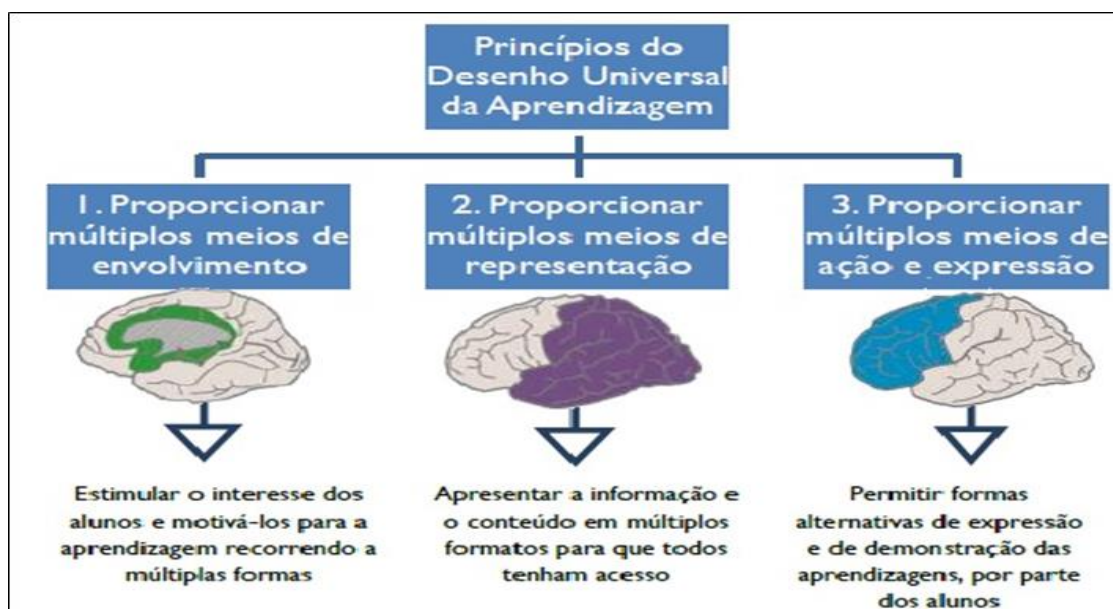 Princípios do
Desenho Universal
da Aprendizagem
1. Proporcionar
múltiplos meios de
envolvimento
2. Proporcionar
múltiplos meios de
representação
3. Proporcionar
múltiplos meios de
ação e expressão
Estimular o interesse dos
alunos e motivá-los para a
aprendizagem recorrendo a
múltiplas formas
Apresentar a informação e
o conteúdo em múltiplos
formatos para que todos
tenham acesso
Permitir formas
alternativas de expressão
e de demonstração das
aprendizagens, por parte
dos alunos